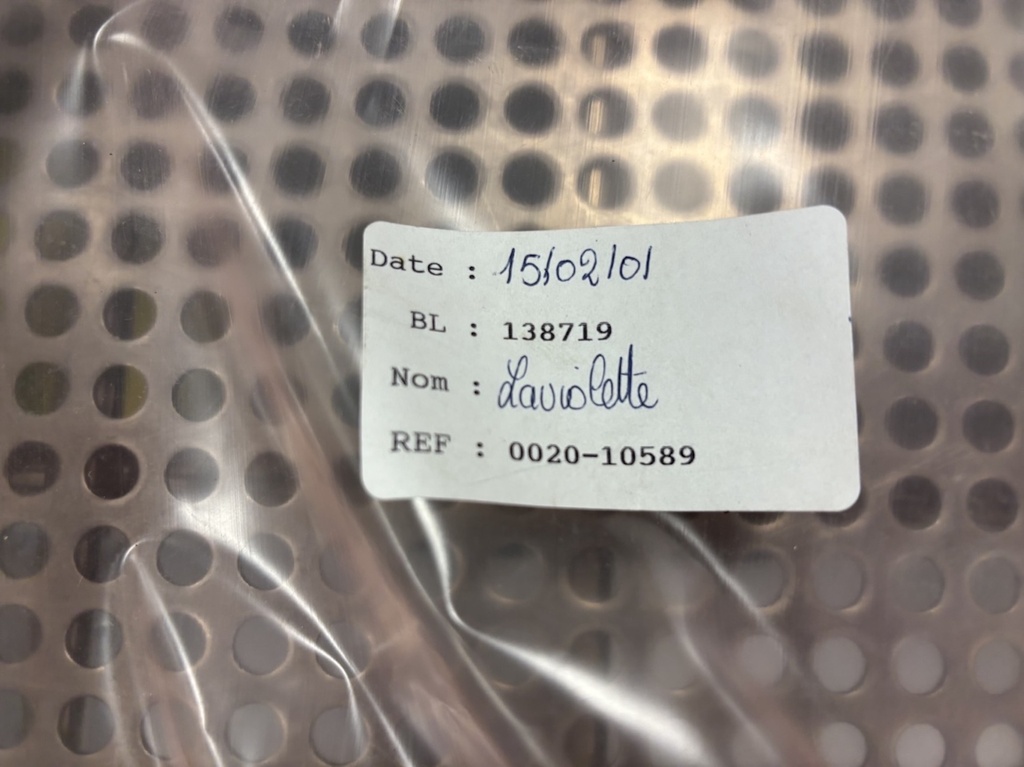 Date : 15/02/01
BL : 138719
Nom : Laviolette
REF : 0020-10589